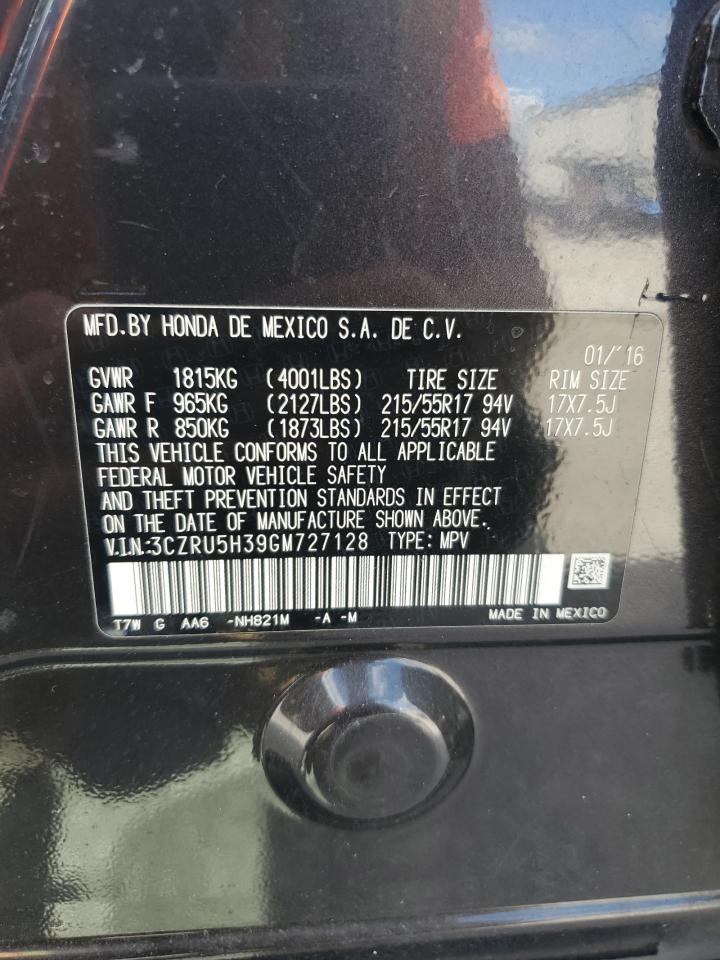 MFD.BY HONDA DE MEXICO S.A. DE C.V.
01/'16
GVWR 1815KG (4001LBS) TIRE SIZE RIM SIZE
GAWR F 965KG (2127LBS) 215/55R17 94V 17X7.5J
GAWR R 850KG (1873LBS) 215/55R17 94V 17X7.5J
THIS VEHICLE CONFORMS TO ALL APPLICABLE
FEDERAL MOTOR VEHICLE SAFETY
AND THEFT PREVENTION STANDARDS IN EFFECT
ON THE DATE OF MANUFACTURE SHOWN ABOVE.
V.I.N:3CZRU5H39GM727128 TYPE: MPV
T7W G AA6 -NH821M -A -M MADE IN MEXICO